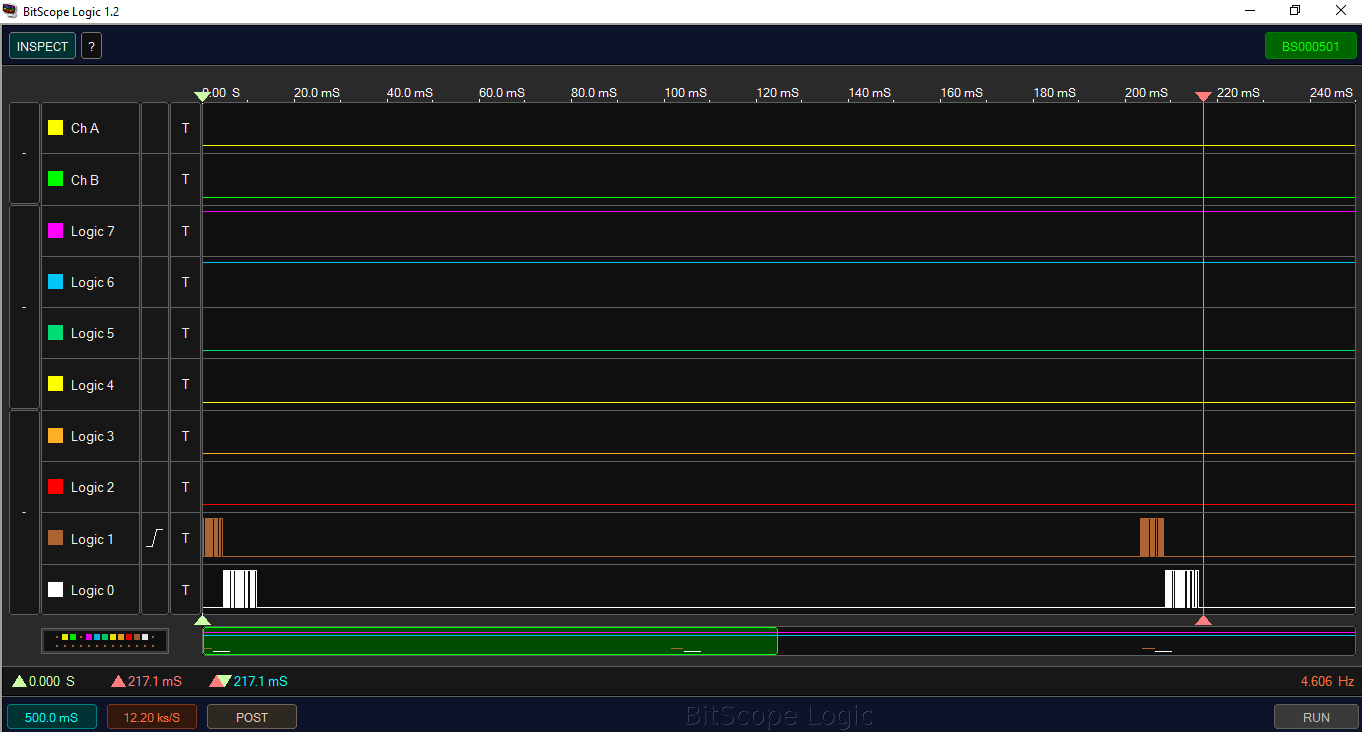 BitScope Logic 1.2
INSPECT ? BS000501
0.00 S 20.0 mS 40.0 mS 60.0 mS 80.0 mS 100 mS 120 mS 140 mS 160 mS 180 mS 200 mS 220 mS 240 mS
Ch A T
Ch B T
Logic 7 T
Logic 6 T
Logic 5 T
Logic 4 T
Logic 3 T
Logic 2 T
Logic 1 T
Logic 0 T
0.000 S 217.1 mS 217.1 mS 4.606 Hz
500.0 mS 12.20 ks/S POST BitScope Logic RUN